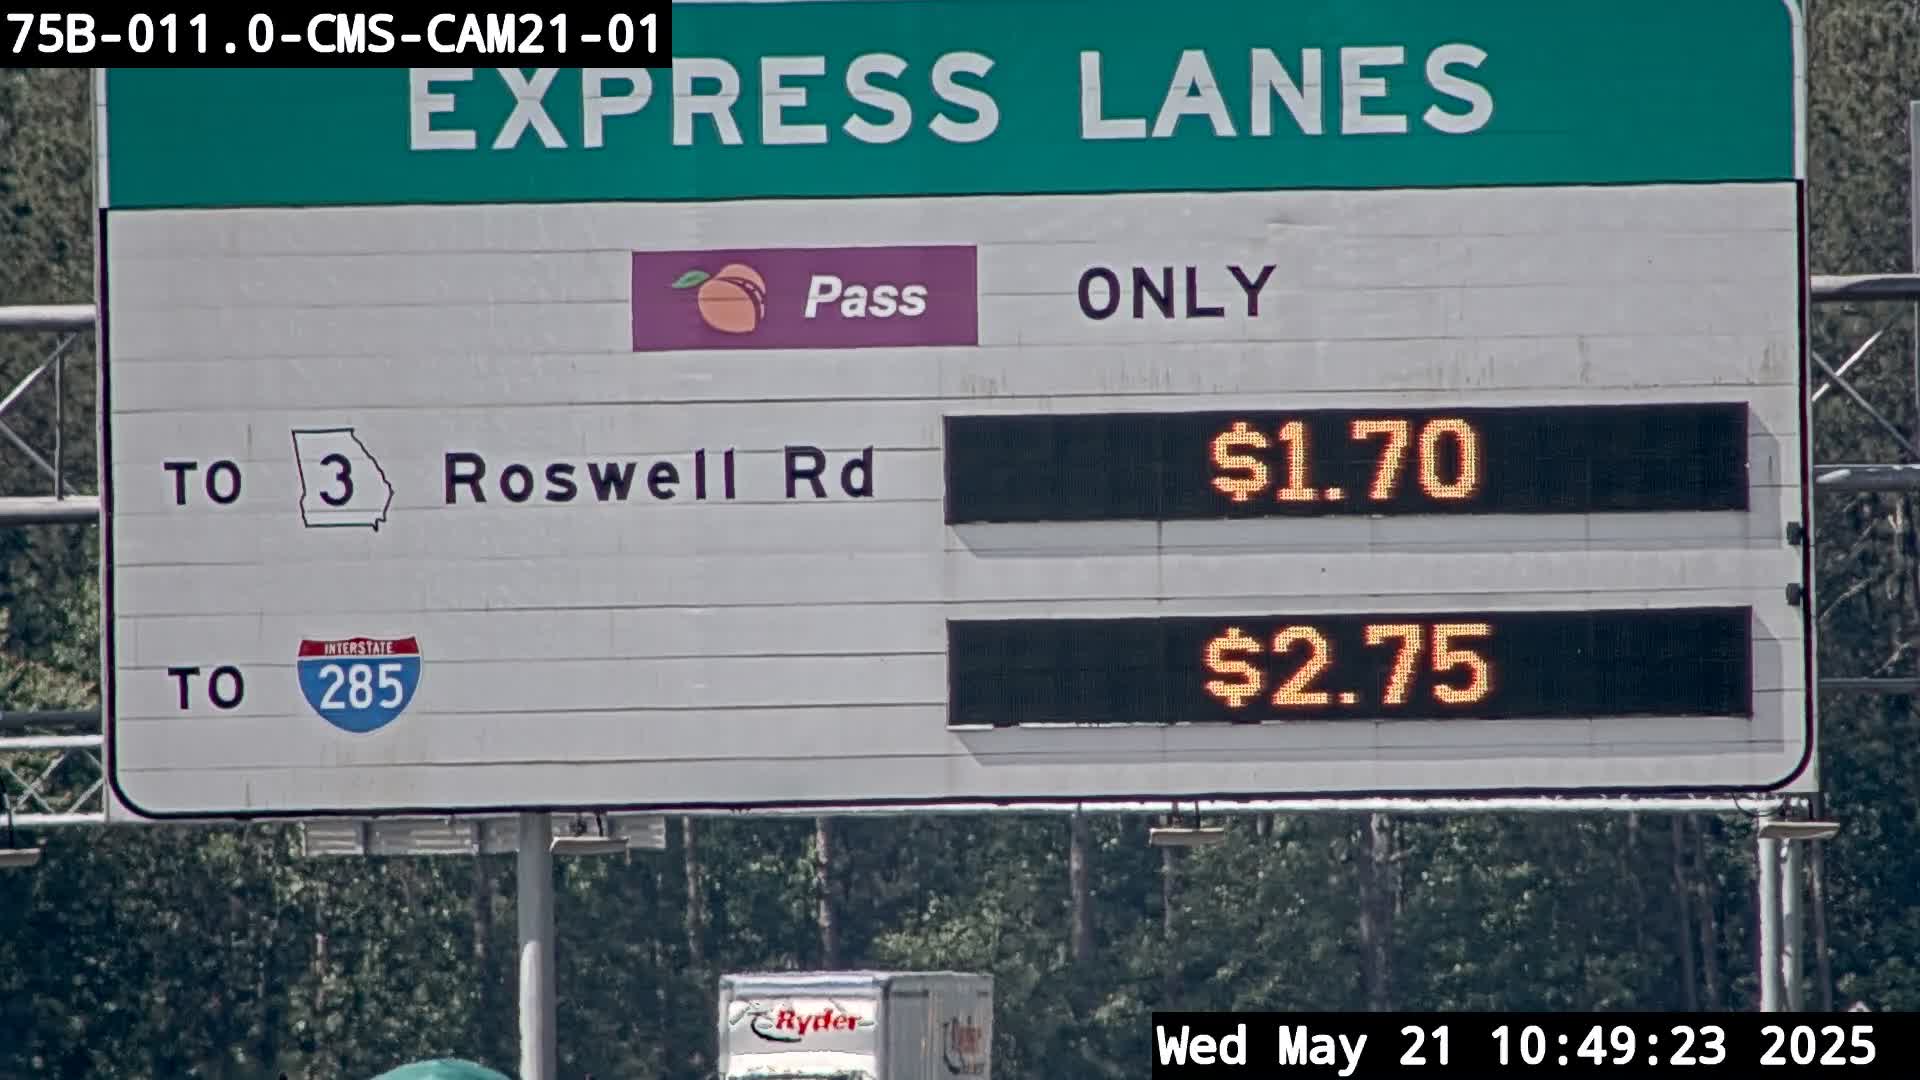 75B-011.0-CMS-CAM21-01
EXPRESS LANES
Pass ONLY
TO 3 Roswell Rd $1.70
TO INTERSTATE 285 $2.75
Ryder
Wed May 21 10:49:23 2025